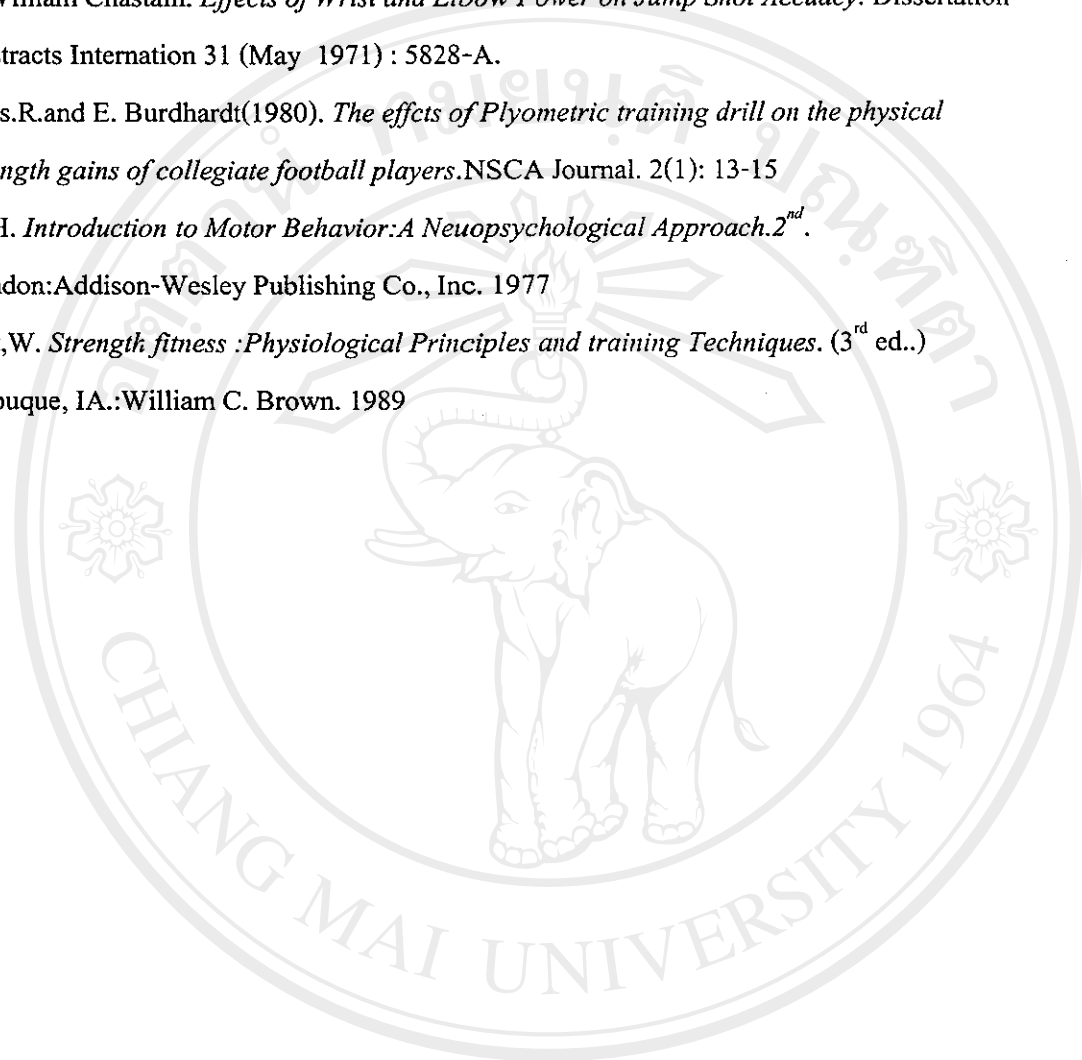 William Chastain. Effects of Wrist and Elbow Power on Jump Shot Accuacy. Dissertation
tracts Internation 31 (May 1971) : 5828-A.
s.R.and E. Burdhardt(1980). The effcts of Plyometric training drill on the physical
ngth gains of collegiate football players.NSCA Journal. 2(1): 13-15
H. Introduction to Motor Behavior:A Neuopsychological Approach.2nd.
don:Addison-Wesley Publishing Co., Inc. 1977
,W. Strength fitness :Physiological Principles and training Techniques. (3rd ed..)
buque, IA.:William C. Brown. 1989
CHIANG MAI UNIVERSITY 1964